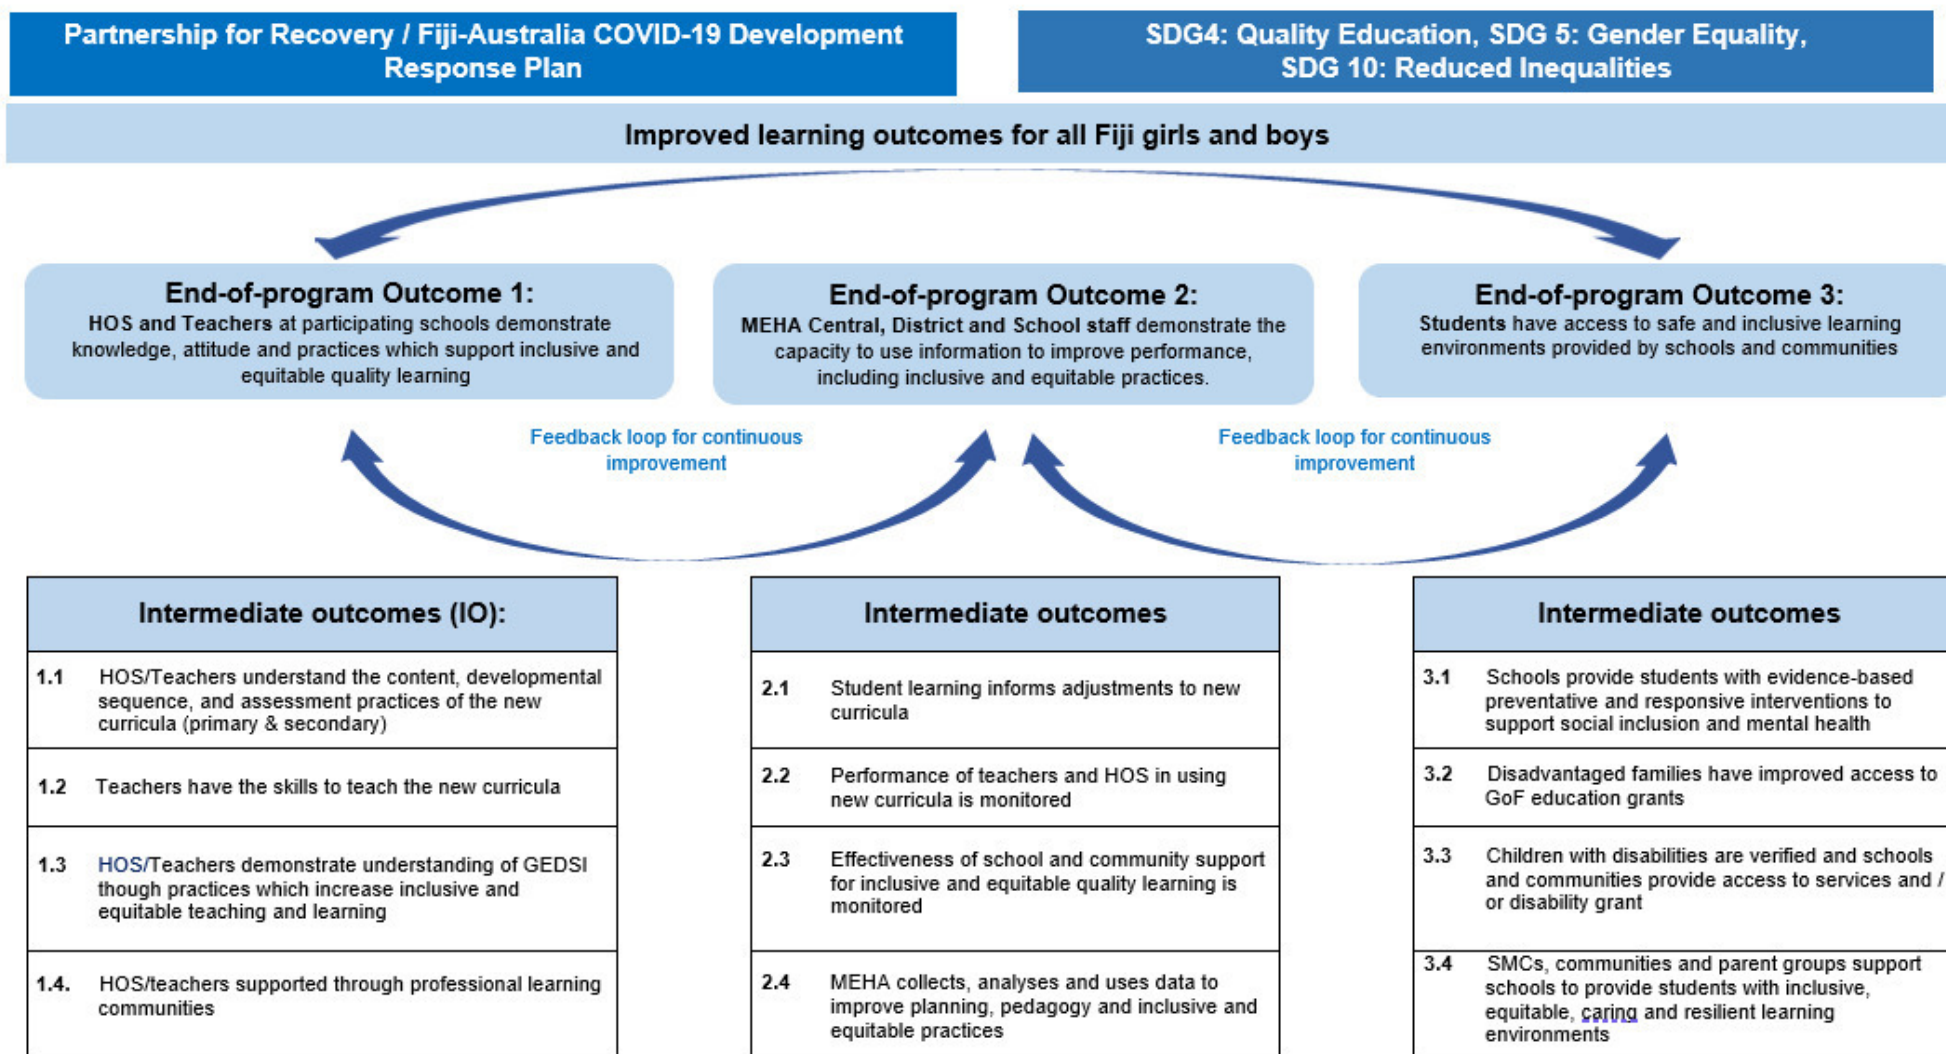 Partnership for Recovery / Fiji-Australia COVID-19 Development
Response Plan
SDG4: Quality Education, SDG 5: Gender Equality,
SDG 10: Reduced Inequalities
Improved learning outcomes for all Fiji girls and boys
End-of-program Outcome 1:
HOS and Teachers at participating schools demonstrate
knowledge, attitude and practices which support inclusive and
equitable quality learning
End-of-program Outcome 2:
MEHA Central, District and School staff demonstrate the
capacity to use information to improve performance,
including inclusive and equitable practices.
End-of-program Outcome 3:
Students have access to safe and inclusive learning
environments provided by schools and communities
Feedback loop for continuous
improvement
Feedback loop for continuous
improvement
Intermediate outcomes (IO):
1.1 HOS/Teachers understand the content, developmental
sequence, and assessment practices of the new
curricula (primary & secondary)
1.2 Teachers have the skills to teach the new curricula
1.3 HOS/Teachers demonstrate understanding of GEDSI
though practices which increase inclusive and
equitable teaching and learning
1.4. HOS/teachers supported through professional learning
communities
Intermediate outcomes
2.1 Student learning informs adjustments to new
curricula
2.2 Performance of teachers and HOS in using
new curricula is monitored
2.3 Effectiveness of school and community support
for inclusive and equitable quality learning is
monitored
2.4 MEHA collects, analyses and uses data to
improve planning, pedagogy and inclusive and
equitable practices
Intermediate outcomes
3.1 Schools provide students with evidence-based
preventative and responsive interventions to
support social inclusion and mental health
3.2 Disadvantaged families have improved access to
GoF education grants
3.3 Children with disabilities are verified and schools
and communities provide access to services and /
or disability grant
3.4 SMCs, communities and parent groups support
schools to provide students with inclusive,
equitable, caring and resilient learning
environments